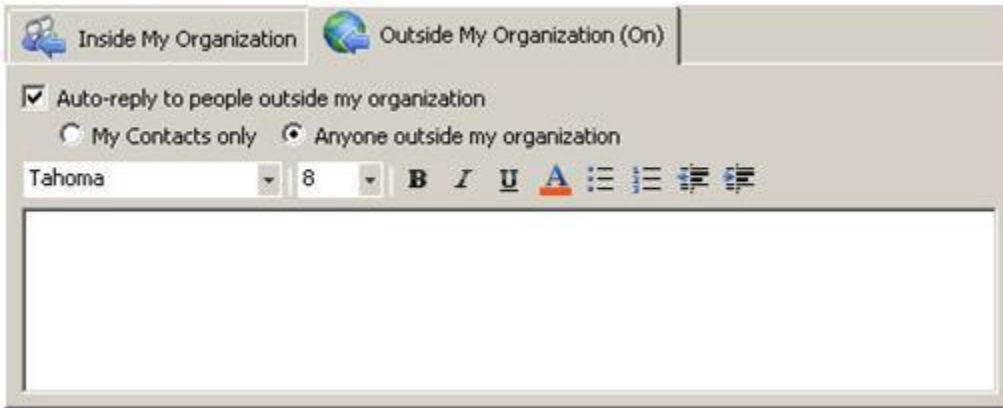 Inside My Organization Outside My Organization (On)
Auto-reply to people outside my organization
My Contacts only Anyone outside my organization
Tahoma 8 B I U A